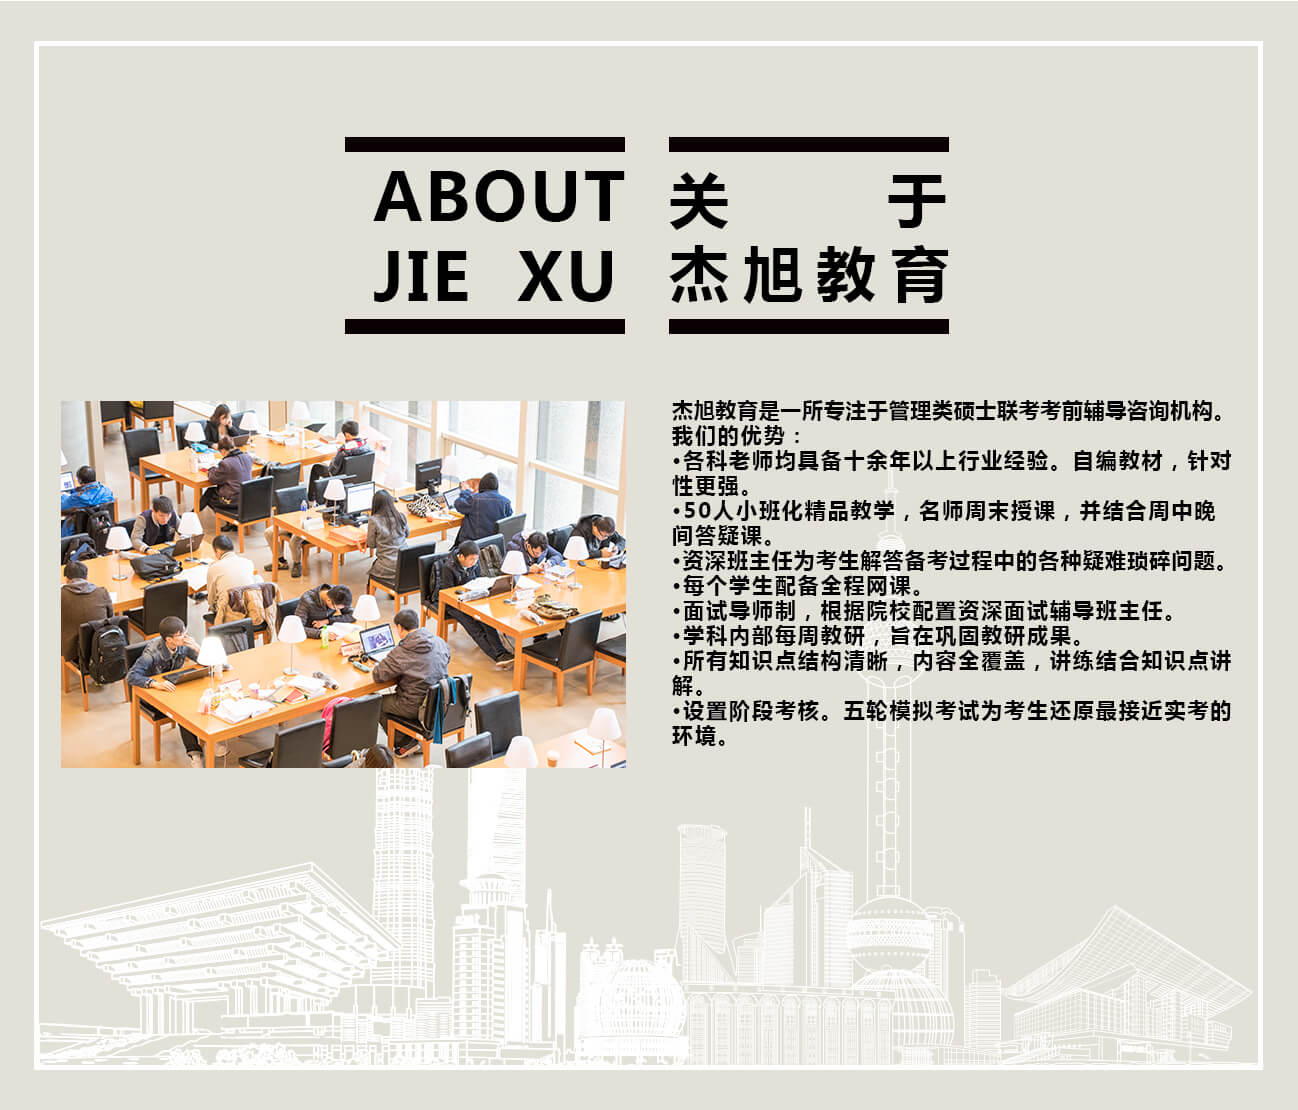 ABOUT
JIE XU
关于
杰旭教育
杰旭教育是一所专注于管理类硕士联考考前辅导咨询机构。
我们的优势：
•各科老师均具备十余年以上行业经验。自编教材，针对
性更强。
•50人小班化精品教学，名师周末授课，并结合周中晚
间答疑课。
•资深班主任为考生解答备考过程中的各种疑难琐碎问题。
•每个学生配备全程网课。
•面试导师制，根据院校配置资深面试辅导班主任。
•学科内部每周教研，旨在巩固教研成果。
•所有知识点结构清晰，内容全覆盖，讲练结合知识点讲
解。
•设置阶段考核。五轮模拟考试为考生还原最接近实考的
环境。